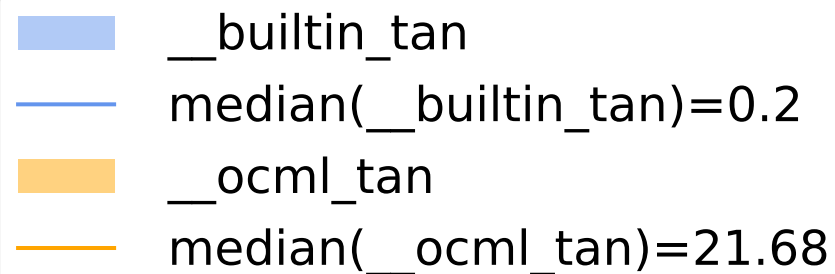 __builtin_tan
median(__builtin_tan)=0.2
__ocml_tan
median(__ocml_tan)=21.68